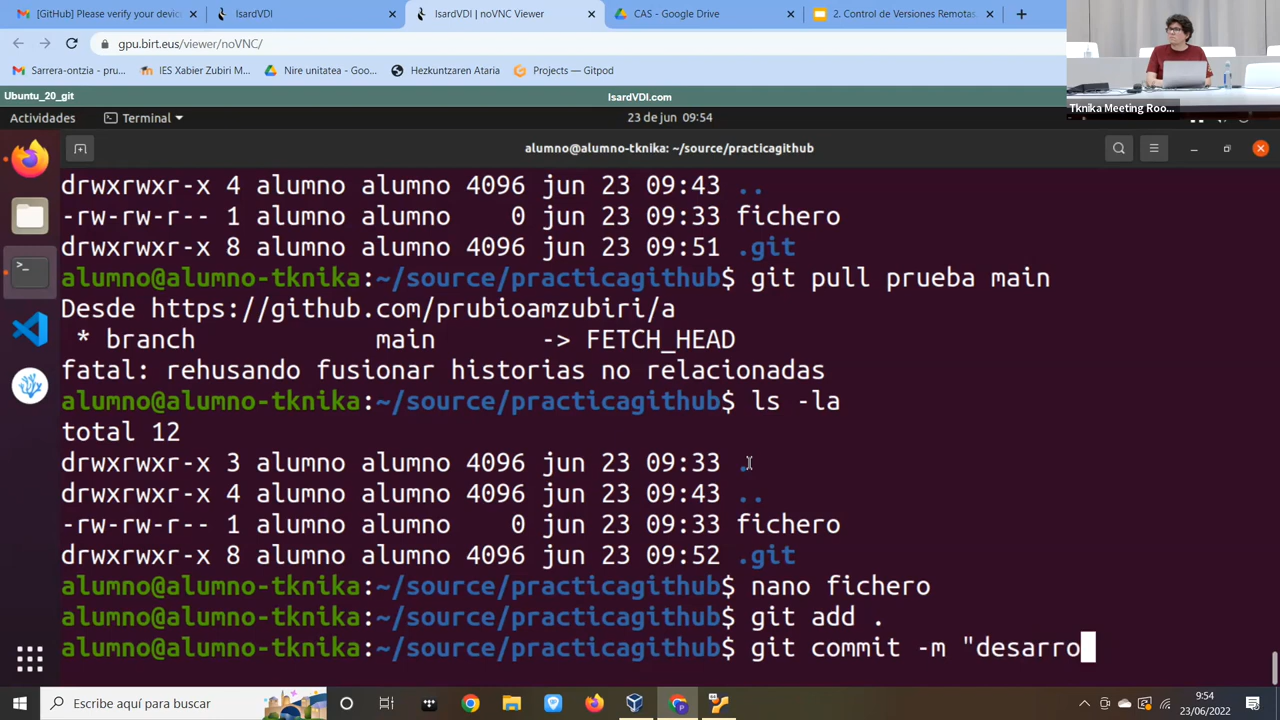 [GitHub] Please verify your devic
IsardVDI
IsardVDI | noVNC Viewer
CAS - Google Drive
2. Control de Versiones Remotas.
gpu.birt.eus/viewer/noVNC/
Sarrera-ontzia - pru...
IES Xabier Zubiri M...
Nire unitatea - Goo...
Hezkuntzaren Ataria
Projects — Gitpod
Tknika Meeting Roo...
Ubuntu_20_git
IsardVDI.com
Actividades
Terminal
23 de jun 09:54
alumno@alumno-tknika: ~/source/practicagithub
drwxrwxr-x 4 alumno alumno 4096 jun 23 09:43 ..
-rw-rw-r-- 1 alumno alumno    0 jun 23 09:33 fichero
drwxrwxr-x 8 alumno alumno 4096 jun 23 09:51 .git
alumno@alumno-tknika:~/source/practicagithub$ git pull prueba main
Desde https://github.com/prubioamzubiri/a
 * branch            main       -> FETCH_HEAD
fatal: rehusando fusionar historias no relacionadas
alumno@alumno-tknika:~/source/practicagithub$ ls -la
total 12
drwxrwxr-x 3 alumno alumno 4096 jun 23 09:33 .
drwxrwxr-x 4 alumno alumno 4096 jun 23 09:43 ..
-rw-rw-r-- 1 alumno alumno    0 jun 23 09:33 fichero
drwxrwxr-x 8 alumno alumno 4096 jun 23 09:52 .git
alumno@alumno-tknika:~/source/practicagithub$ nano fichero
alumno@alumno-tknika:~/source/practicagithub$ git add .
alumno@alumno-tknika:~/source/practicagithub$ git commit -m "desarro
Escribe aquí para buscar
9:54
23/06/2022